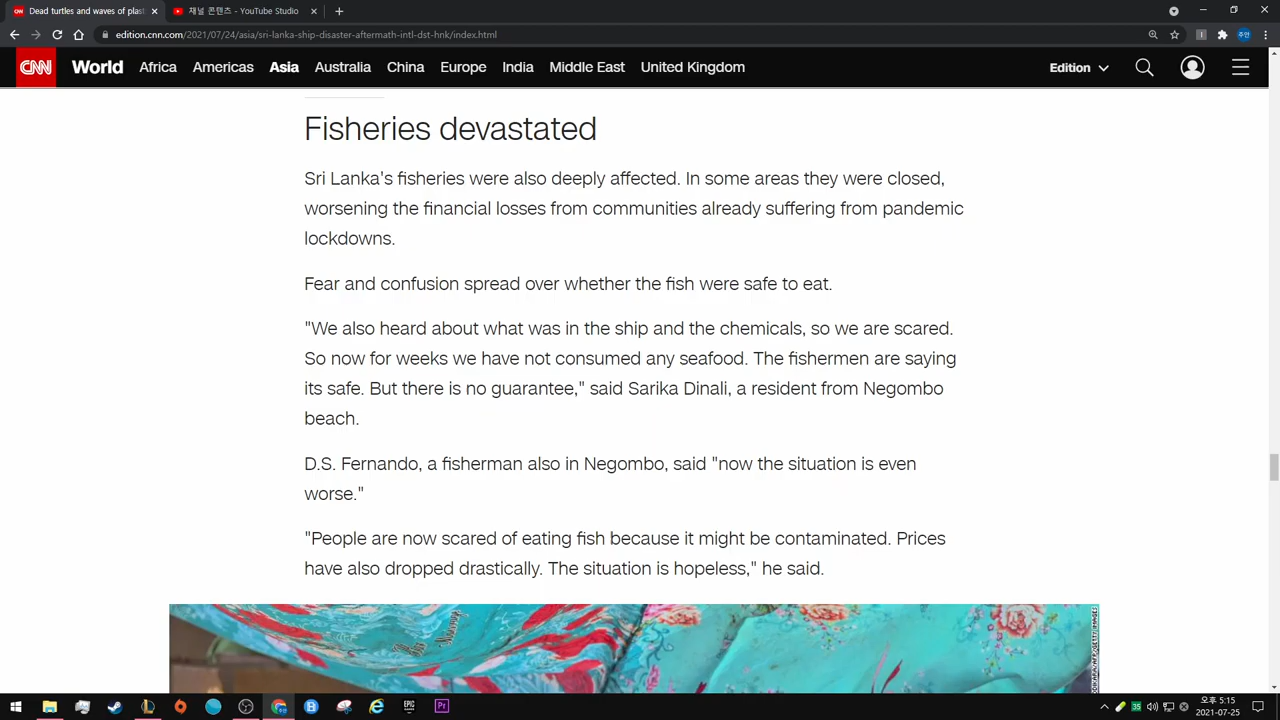 Dead turtles and waves of plast
채널 콘텐츠 - YouTube Studio
edition.cnn.com/2021/07/24/asia/sri-lanka-ship-disaster-aftermath-intl-dst-hnk/index.html
주인
CNN World Africa Americas Asia Australia China Europe India Middle East United Kingdom Edition
Fisheries devastated
Sri Lanka's fisheries were also deeply affected. In some areas they were closed,
worsening the financial losses from communities already suffering from pandemic
lockdowns.
Fear and confusion spread over whether the fish were safe to eat.
"We also heard about what was in the ship and the chemicals, so we are scared.
So now for weeks we have not consumed any seafood. The fishermen are saying
its safe. But there is no guarantee," said Sarika Dinali, a resident from Negombo
beach.
D.S. Fernando, a fisherman also in Negombo, said "now the situation is even
worse."
"People are now scared of eating fish because it might be contaminated. Prices
have also dropped drastically. The situation is hopeless," he said.
EPIC
Pr
35
오후 5:15
2021-07-25